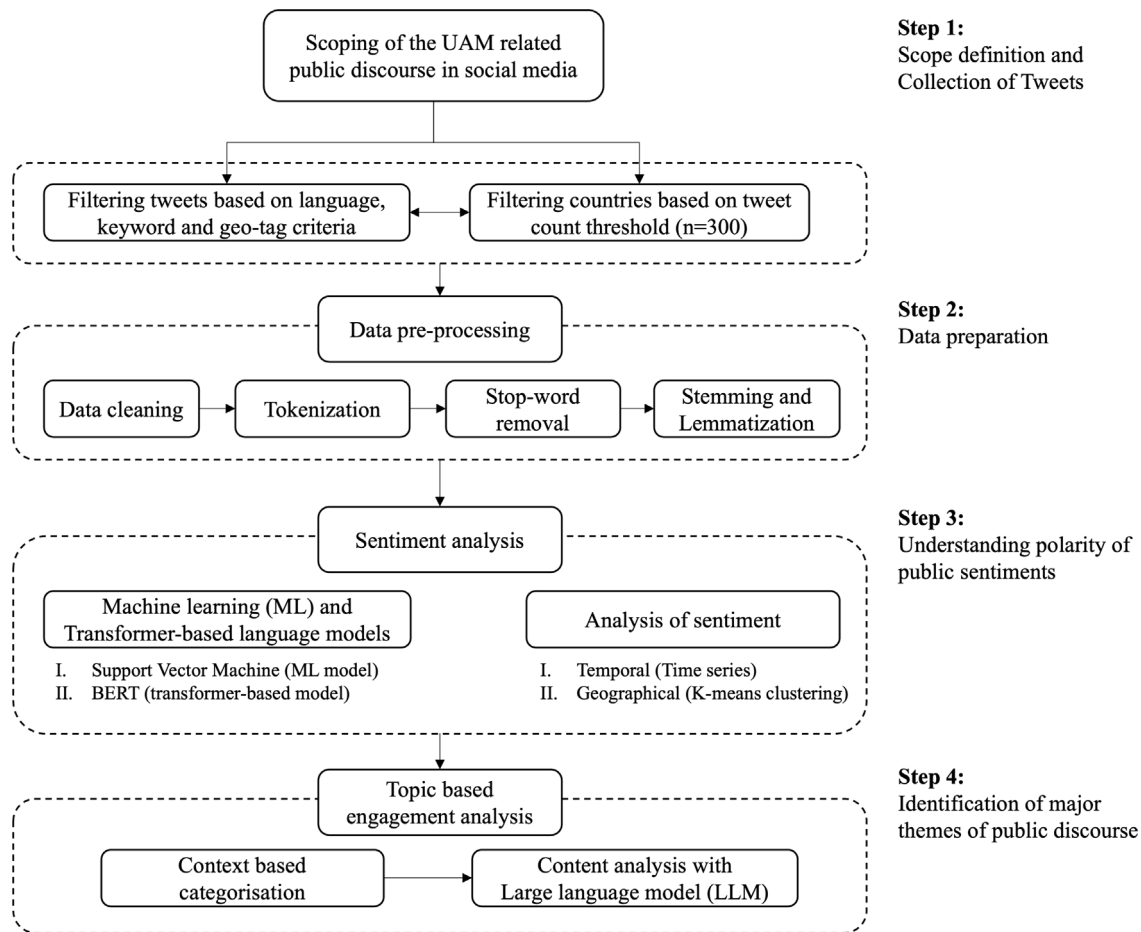 Scoping of the UAM related
public discourse in social media
Step 1:
Scope definition and
Collection of Tweets
Filtering tweets based on language,
keyword and geo-tag criteria
Filtering countries based on tweet
count threshold (n=300)
Data pre-processing
Step 2:
Data preparation
Data cleaning
Tokenization
Stop-word
removal
Stemming and
Lemmatization
Sentiment analysis
Step 3:
Understanding polarity of
public sentiments
Machine learning (ML) and
Transformer-based language models
I. Support Vector Machine (ML model)
II. BERT (transformer-based model)
Analysis of sentiment
I. Temporal (Time series)
II. Geographical (K-means clustering)
Topic based
engagement analysis
Step 4:
Identification of major
themes of public discourse
Context based
categorisation
Content analysis with
Large language model (LLM)